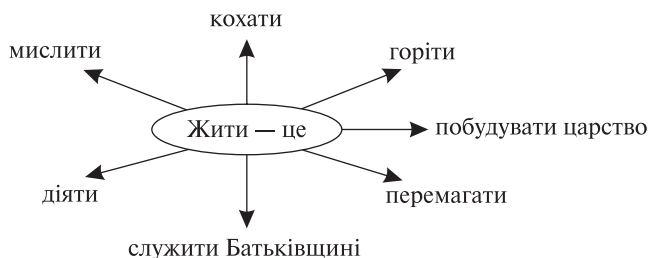 кохати
мислити
горіти
Жити — це
побудувати царство
діяти
перемагати
служити Батьківщині